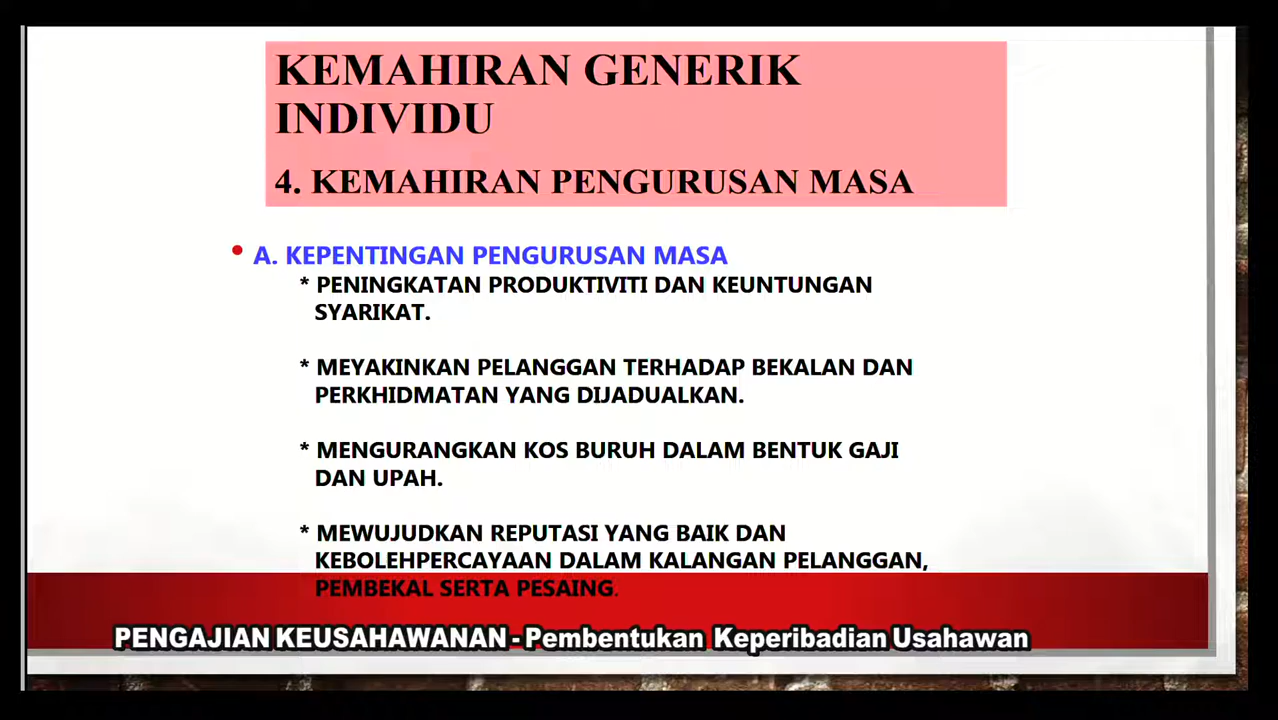 KEMAHIRAN GENERIK
INDIVIDU
4. KEMAHIRAN PENGURUSAN MASA
• A. KEPENTINGAN PENGURUSAN MASA
* PENINGKATAN PRODUKTIVITI DAN KEUNTUNGAN
SYARIKAT.
* MEYAKINKAN PELANGGAN TERHADAP BEKALAN DAN
PERKHIDMATAN YANG DIJADUALKAN.
* MENGURANGKAN KOS BURUH DALAM BENTUK GAJI
DAN UPAH.
* MEWUJUDKAN REPUTASI YANG BAIK DAN
KEBOLEHPERCAYAAN DALAM KALANGAN PELANGGAN,
PEMBEKAL SERTA PESAING.
PENGAJIAN KEUSAHAWANAN - Pembentukan Keperibadian Usahawan